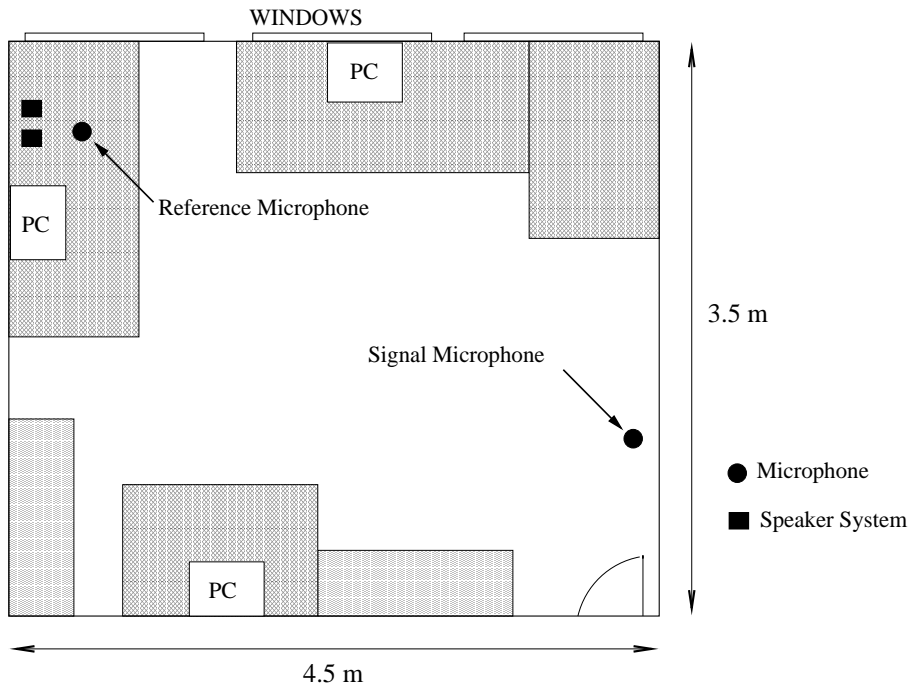 WINDOWS
PC
Reference Microphone
PC
3.5 m
Signal Microphone
Microphone
Speaker System
PC
4.5 m